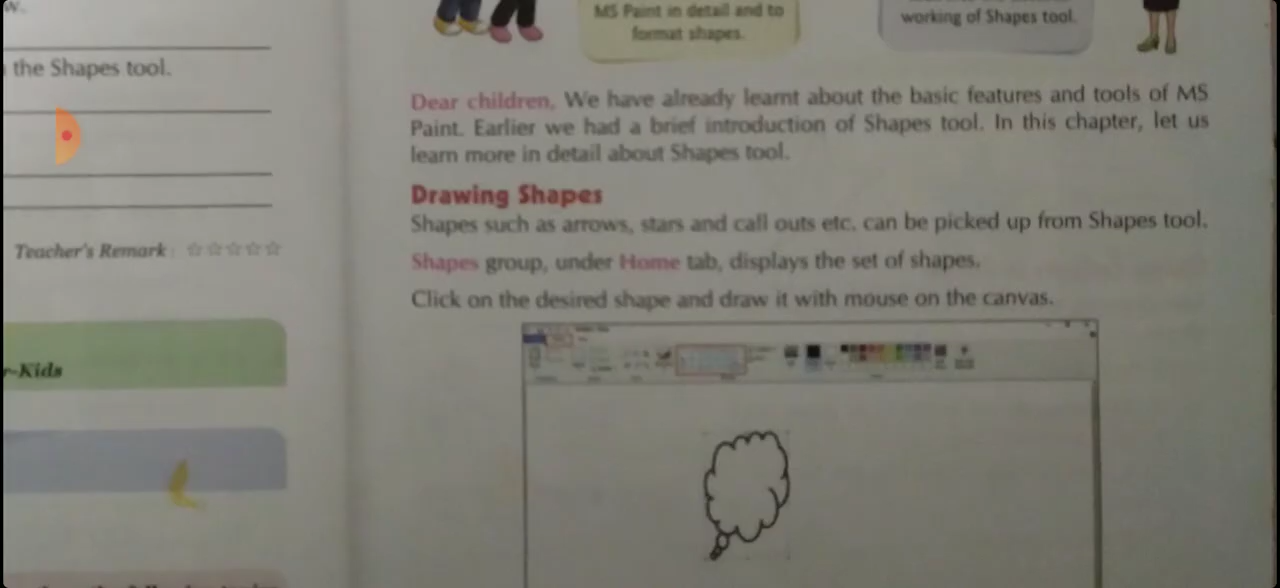 w.
the Shapes tool.
Teacher's Remark :
-Kids
MS Paint in detail and to
format shapes.
working of Shapes tool.
Dear children, We have already learnt about the basic features and tools of MS
Paint. Earlier we had a brief introduction of Shapes tool. In this chapter, let us
learn more in detail about Shapes tool.
Drawing Shapes
Shapes such as arrows, stars and call outs etc. can be picked up from Shapes tool.
Shapes group, under Home tab, displays the set of shapes.
Click on the desired shape and draw it with mouse on the canvas.